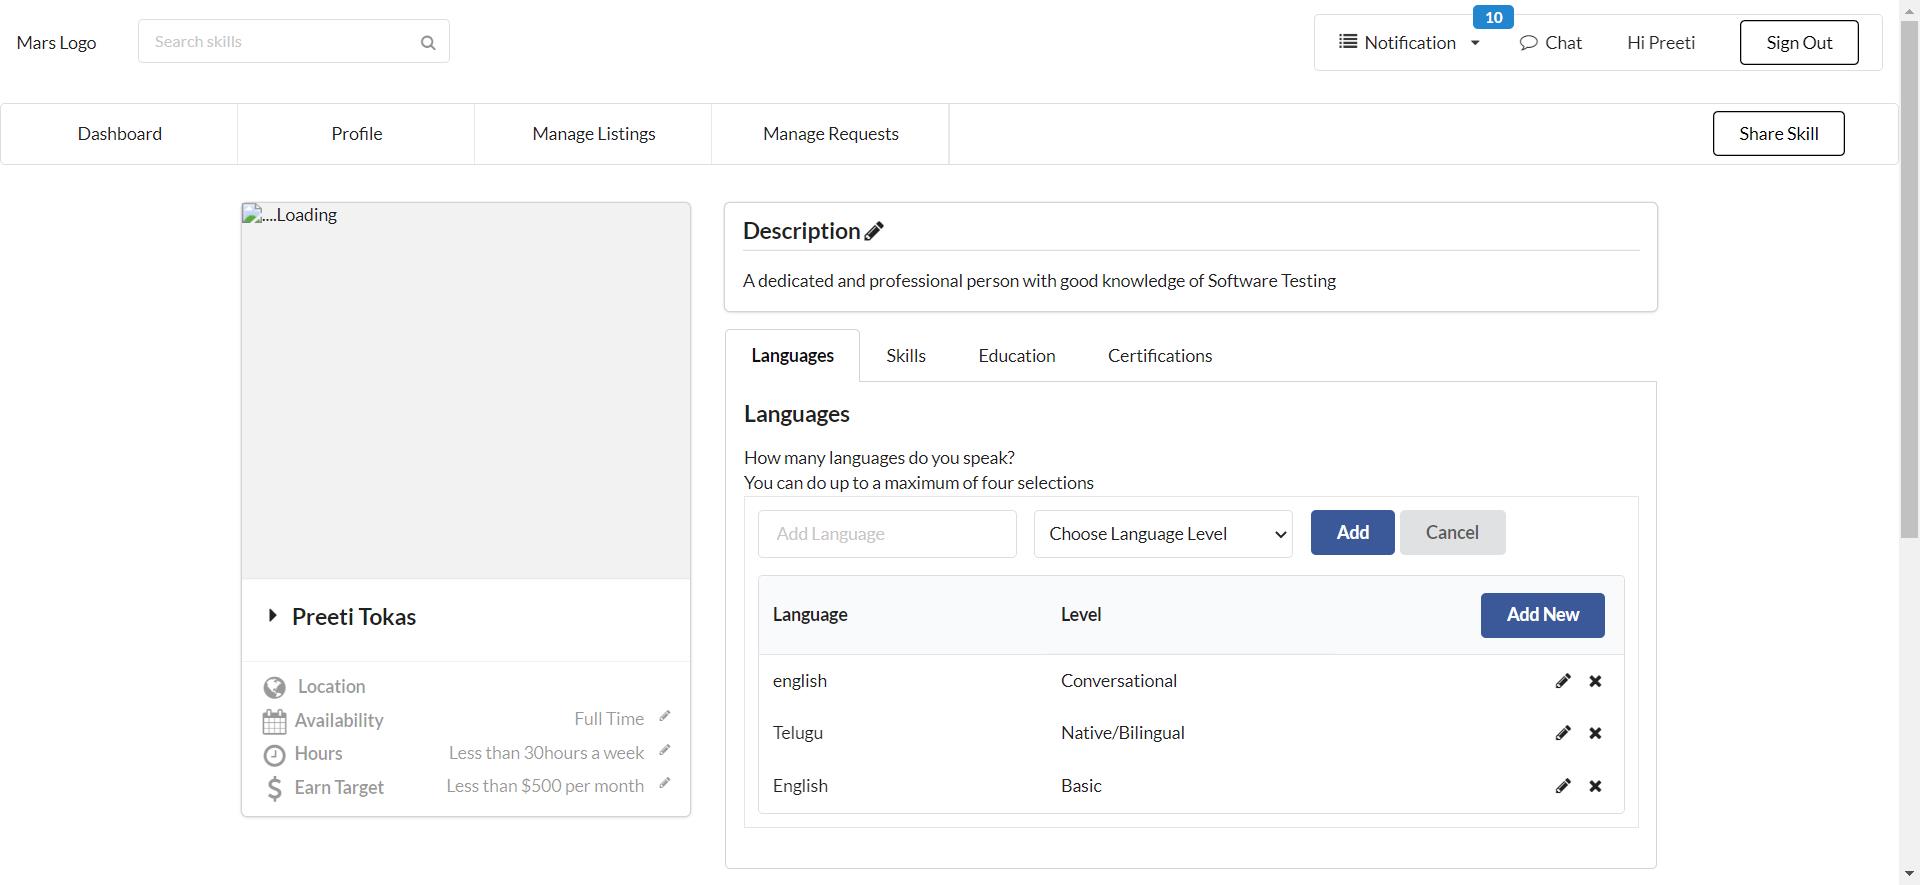 Mars Logo
Search skills
10
Notification
Chat
Hi Preeti
Sign Out
Dashboard
Profile
Manage Listings
Manage Requests
Share Skill
....Loading
Preeti Tokas
Location
Availability
Full Time
Hours
Less than 30hours a week
Earn Target
Less than $500 per month
Description
A dedicated and professional person with good knowledge of Software Testing
Languages
Skills
Education
Certifications
Languages
How many languages do you speak?
You can do up to a maximum of four selections
Add Language
Choose Language Level
Add
Cancel
Language
Level
Add New
english
Conversational
Telugu
Native/Bilingual
English
Basic